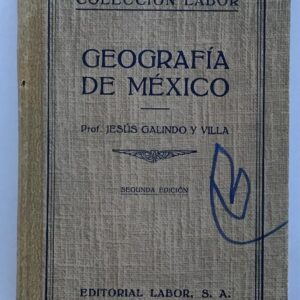 COLECCIÓN LABOR
GEOGRAFÍA
DE MÉXICO
Prof. JESÚS GALINDO Y VILLA
SEGUNDA EDICIÓN
EDITORIAL LABOR, S. A.